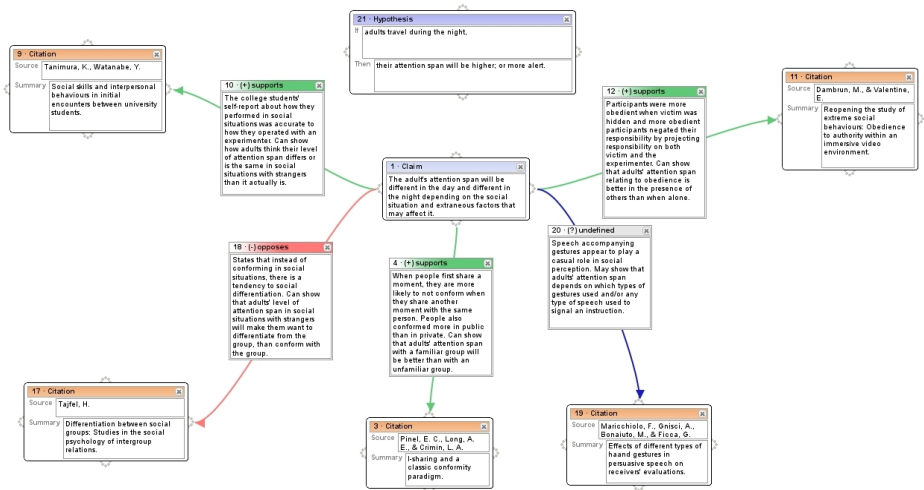 21 · Hypothesis
If
adults travel during the night,
Then
their attention span will be higher; or more alert.
9 · Citation
Source
Tanimura, K., Watanabe, Y.
Summary
Social skills and interpersonal
behaviours in initial
encounters between university
students.
10 · (+) supports
The college students'
self-report about how they
performed in social
situations was accurate to
how they operated with an
experimenter. Can show
how adults think their level
of attention span differs or
is the same in social
situations with strangers
than it actually is.
12 · (+) supports
Participants were more
obedient when victim was
hidden and more obedient
participants negated their
responsibility by projecting
responsibility on both
victim and the
experimenter. Can show
that adults' attention span
relating to obedience is
better in the presence of
others than when alone.
11 · Citation
Source
Dambrun, M., & Valentine,
E.
Summary
Reopening the study of
extreme social
behaviours: Obedience
to authority within an
immersive video
environment.
1 · Claim
The adult's attention span will be
different in the day and different in
the night depending on the social
situation and extraneous factors that
may affect it.
18 · (-) opposes
States that instead of
conforming in social
situations, there is a
tendency to social
differentiation. Can show
that adults' level of
attention span in social
situations with strangers
will make them want to
differentiate from the
group, than conform with
the group.
4 · (+) supports
When people first share a
moment, they are more
likely to not conform when
they share another
moment with the same
person. People also
conformed more in public
than in private. Can show
that adults' attention span
with a familiar group will
be better than with an
unfamiliar group.
20 · (?) undefined
Speech accompanying
gestures appear to play a
casual role in social
perception. May show that
adults' attention span
depends on which types of
gestures used and/or any
type of speech used to
signal an instruction.
17 · Citation
Source
Tajfel, H.
Summary
Differentiation between social
groups: Studies in the social
psychology of intergroup
relations.
3 · Citation
Source
Pinel, E. C., Long, A.
E., & Crimin, L. A.
Summary
I-sharing and a
classic conformity
paradigm.
19 · Citation
Source
Maricchiolo, F., Gnisci, A.,
Bonaiuto, M., & Ficca, G.
Summary
Effects of different types of
haand gestures in
persuasive speech on
receivers' evaluations.